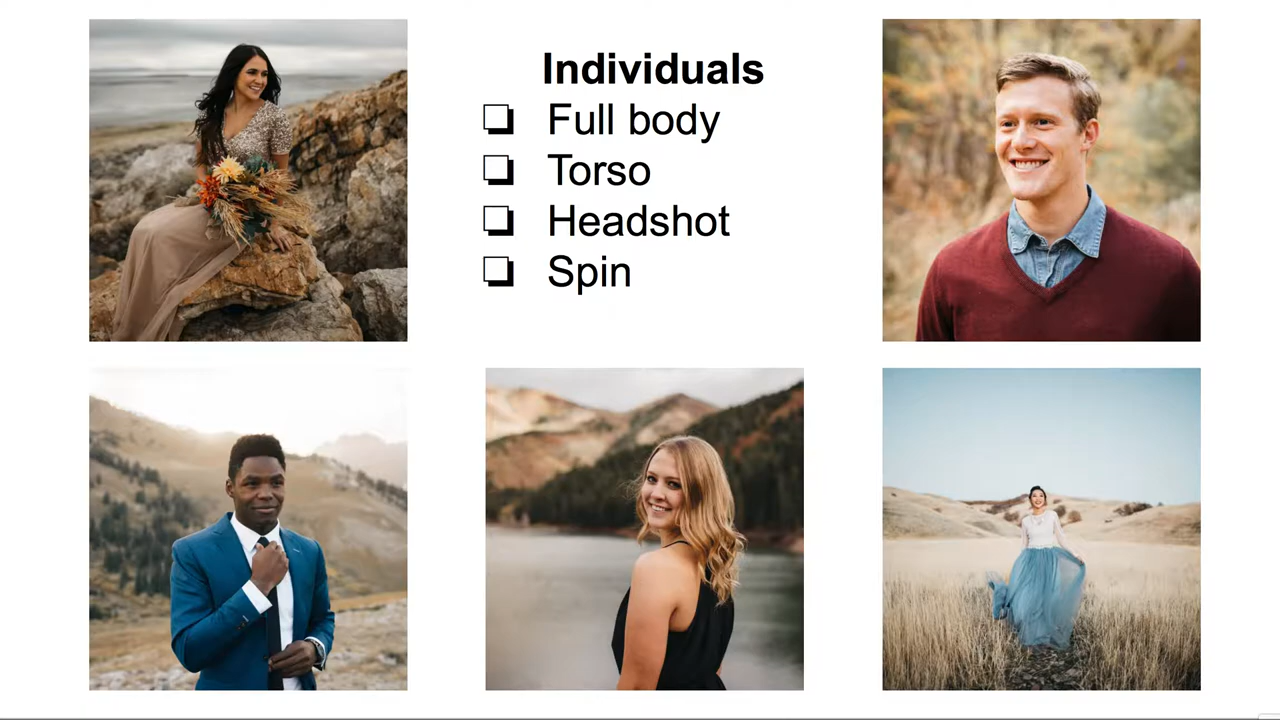 Individuals
❏ Full body
❏ Torso
❏ Headshot
❏ Spin